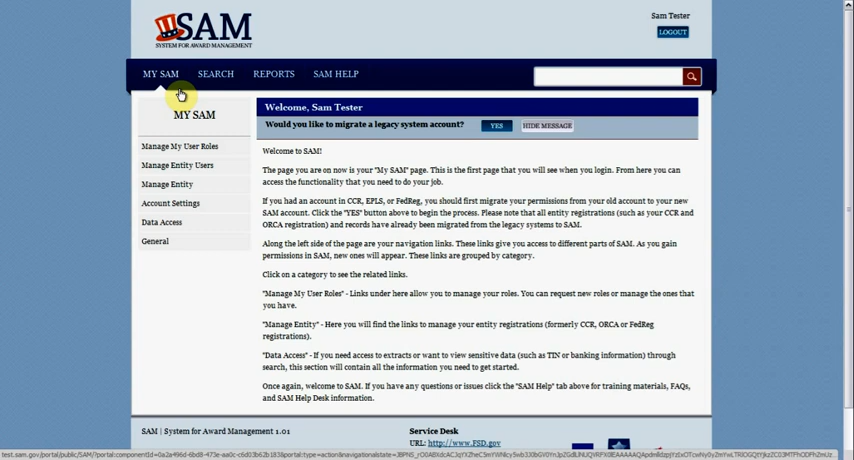 SAM
SYSTEM FOR AWARD MANAGEMENT
Sam Tester
LOGOUT
MY SAM
SEARCH
REPORTS
SAM HELP
MY SAM
Manage My User Roles
Manage Entity Users
Manage Entity
Account Settings
Data Access
General
Welcome, Sam Tester
Would you like to migrate a legacy system account?
YES
HIDE MESSAGE
Welcome to SAM!
The page you are on now is your "My SAM" page. This is the first page that you will see when you login. From here you can
access the functionality that you need to do your job.
If you had an account in CCR, EPLS, or FedReg, you should first migrate your permissions from your old account to your new
SAM account. Click the "YES" button above to begin the process. Please note that all entity registrations (such as your CCR and
ORCA registration) and records have already been migrated from the legacy systems to SAM.
Along the left side of the page are your navigation links. These links give you access to different parts of SAM. As you gain
permissions in SAM, new ones will appear. These links are grouped by category.
Click on a category to see the related links.
"Manage My User Roles" - Links under here allow you to manage your roles. You can request new roles or manage the ones that
you have.
"Manage Entity" - Here you will find the links to manage your entity registrations (formerly CCR, ORCA or FedReg
registrations).
"Data Access" - If you need access to extracts or want to view sensitive data (such as TIN or banking information) through
search, this section will contain all the information you need to get started.
Once again, welcome to SAM. If you have any questions or issues click the "SAM Help" tab above for training materials, FAQs,
and SAM Help Desk information.
SAM | System for Award Management 1.01
Service Desk
URL: http://www.FSD.gov